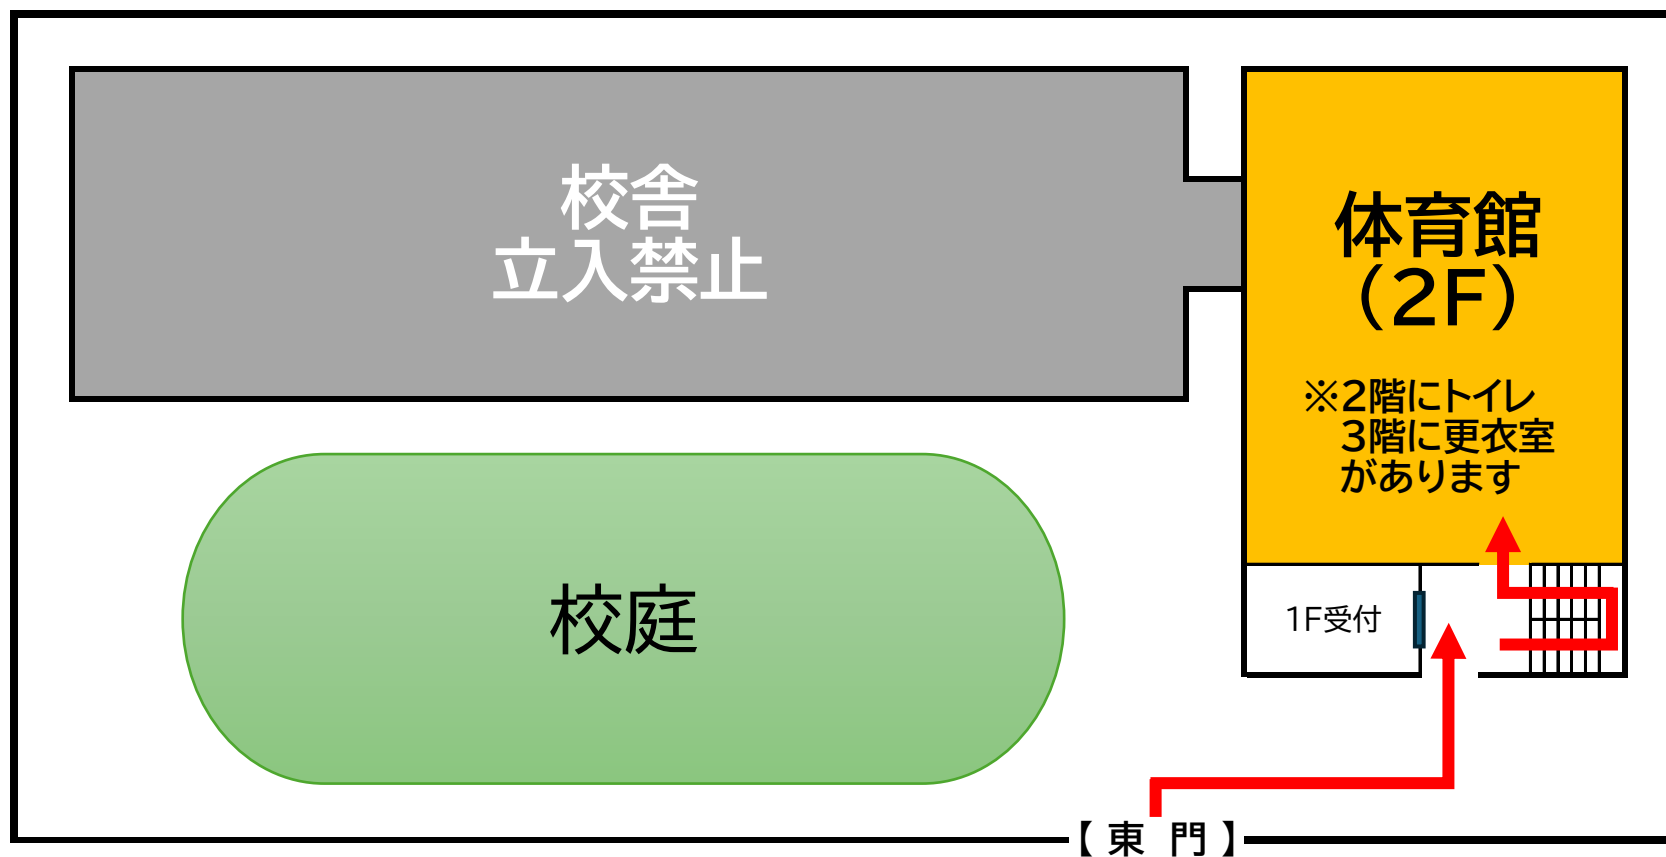 校舎
立入禁止
体育館
（2F）
※2階にトイレ
3階に更衣室
があります
1F受付
校庭
【 東 門 】